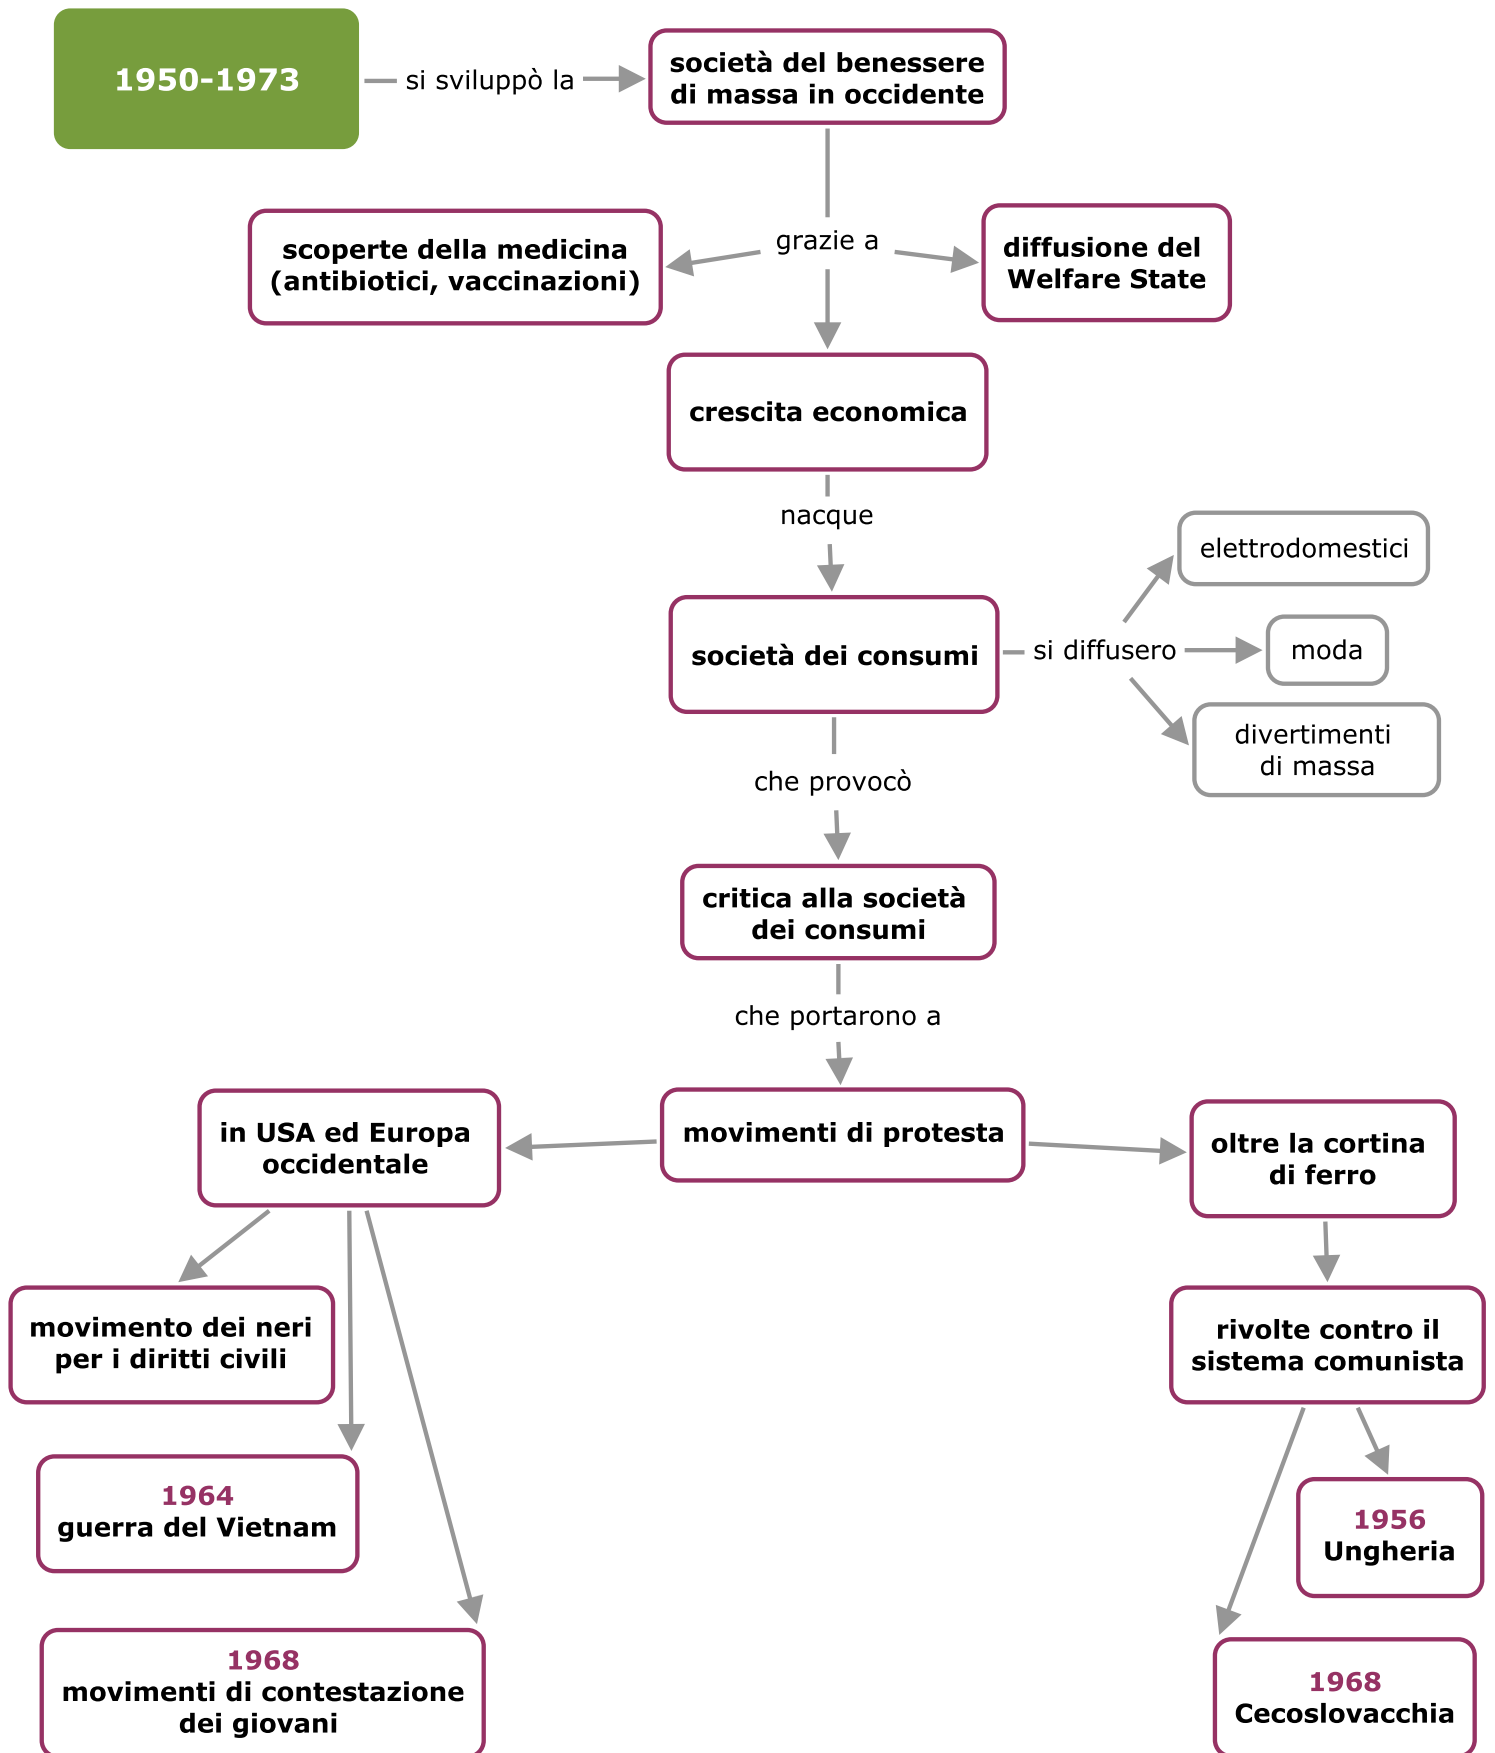 1950-1973
si sviluppò la
società del benessere
di massa in occidente
grazie a
scoperte della medicina
(antibiotici, vaccinazioni)
diffusione del
Welfare State
crescita economica
nacque
società dei consumi
si diffusero
elettrodomestici
moda
divertimenti
di massa
che provocò
critica alla società
dei consumi
che portarono a
movimenti di protesta
in USA ed Europa
occidentale
movimento dei neri
per i diritti civili
1964
guerra del Vietnam
1968
movimenti di contestazione
dei giovani
oltre la cortina
di ferro
rivolte contro il
sistema comunista
1956
Ungheria
1968
Cecoslovacchia